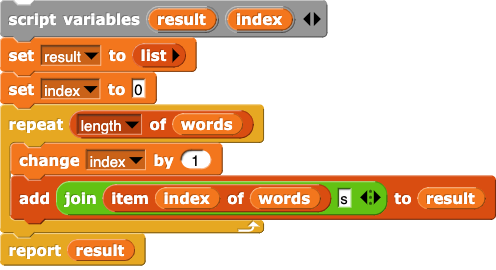 script variables result index
set result to list
set index to 0
repeat length of words
change index by 1
add join item index of words s to result
report result